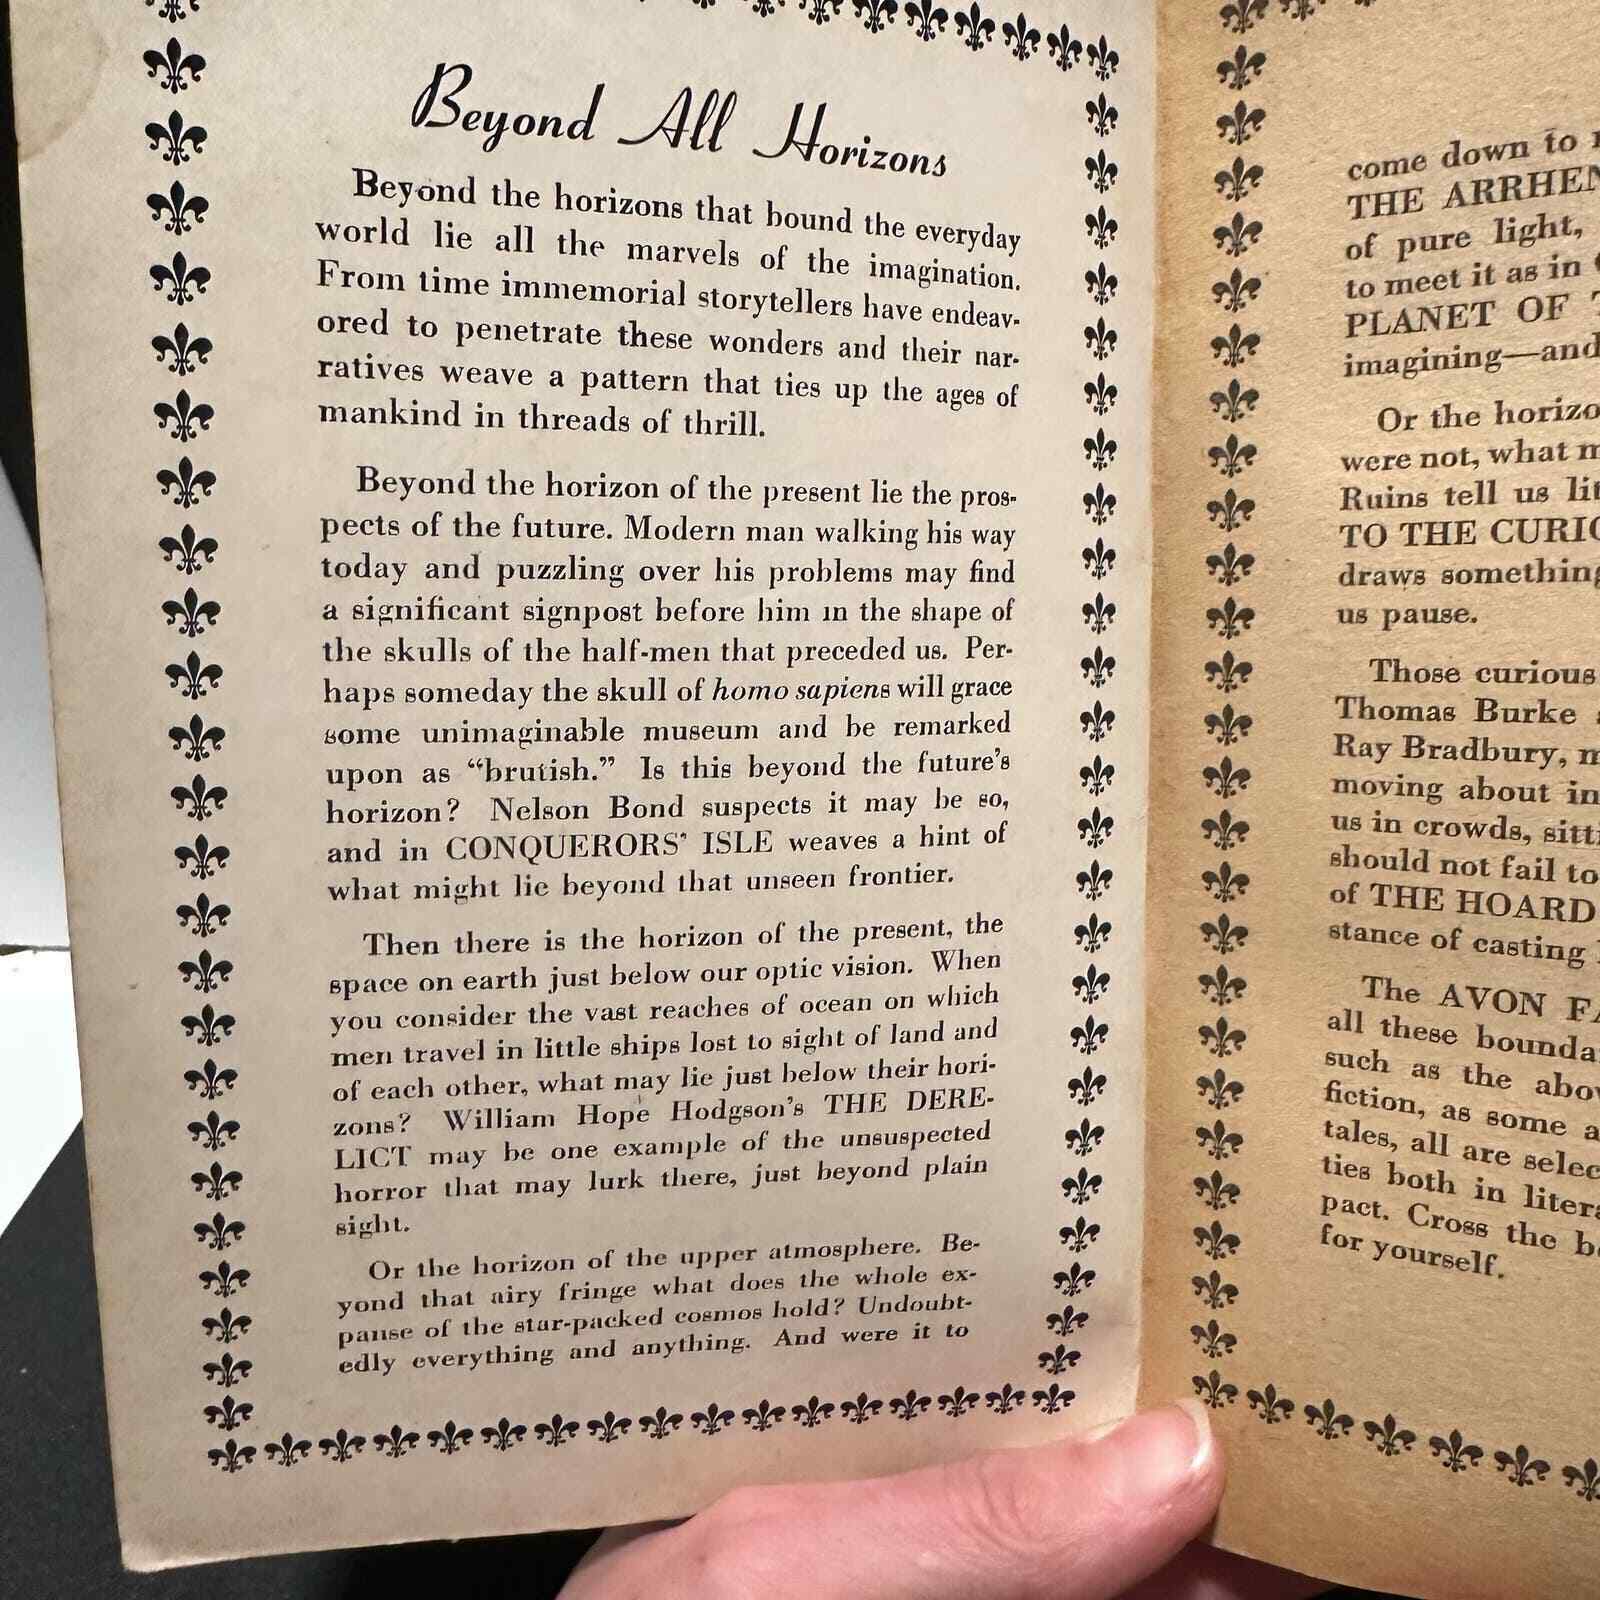 Beyond All Horizons
Beyond the horizons that bound the everyday
world lie all the marvels of the imagination.
From time immemorial storytellers have endeav-
ored to penetrate these wonders and their nar-
ratives weave a pattern that ties up the ages of
mankind in threads of thrill.
Beyond the horizon of the present lie the pros-
pects of the future. Modern man walking his way
today and puzzling over his problems may find
a significant signpost before him in the shape of
the skulls of the half-men that preceded us. Per-
haps someday the skull of homo sapiens will grace
some unimaginable museum and be remarked
upon as “brutish.” Is this beyond the future's
horizon? Nelson Bond suspects it may be so,
and in CONQUERORS' ISLE weaves a hint of
what might lie beyond that unseen frontier.
Then there is the horizon of the present, the
space on earth just below our optic vision. When
you consider the vast reaches of ocean on which
men travel in little ships lost to sight of land and
of each other, what may lie just below their hori-
zons? William Hope Hodgson's THE DERE-
LICT may be one example of the unsuspected
horror that may lurk there, just beyond plain
sight.
Or the horizon of the upper atmosphere. Be-
yond that airy fringe what does the whole ex-
panse of the star-packed cosmos hold? Undoubt-
edly everything and anything. And were it to
come down to
THE ARRHEN
of pure light,
to meet it as in
PLANET OF
imagining—and
Or the horizo
were not, what
Ruins tell us
TO THE CURIO
draws something
us pause.
Those curious
Thomas Burke
Ray Bradbury,
moving about in
us in crowds, sitti
should not fail to
of THE HOARD
stance of casting
The AVON FA
all these bounda
such as the abov
fiction, as some a
tales, all are selec
ties both in litera
pact. Cross the
for yourself.